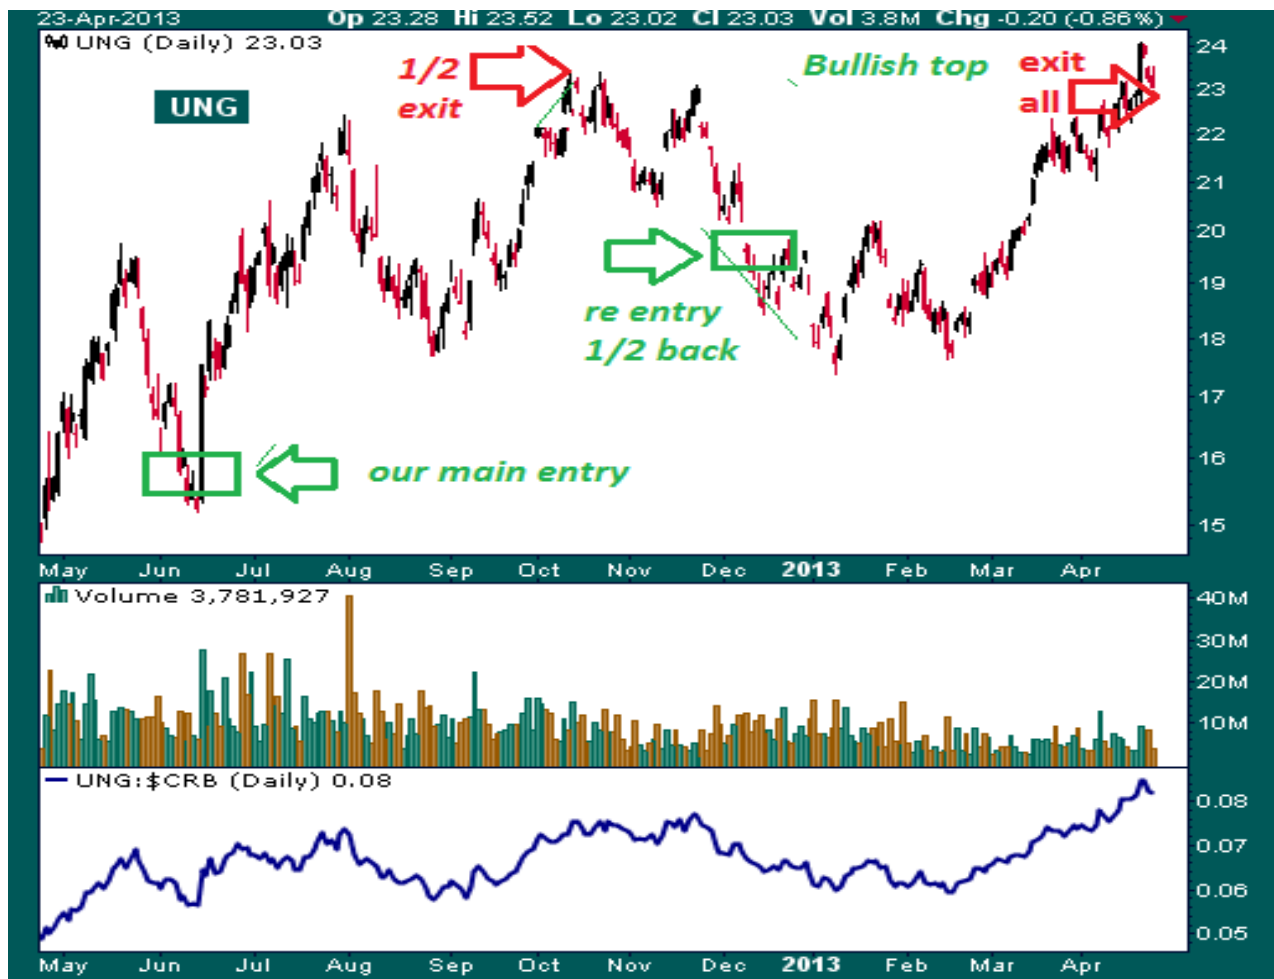 23-Apr-2013 Op 23.28 Hi 23.52 Lo 23.02 Cl 23.03 Vol 3.8M Chg -0.20 (-0.86%)
UNG (Daily) 23.03
UNG
1/2
exit
Bullish top
exit
all
re entry
1/2 back
our main entry
24
23
22
21
20
19
18
17
16
15
May Jun Jul Aug Sep Oct Nov Dec 2013 Feb Mar Apr
Volume 3,781,927
40M
30M
20M
10M
UNG:$CRB (Daily) 0.08
0.08
0.07
0.06
0.05
May Jun Jul Aug Sep Oct Nov Dec 2013 Feb Mar Apr